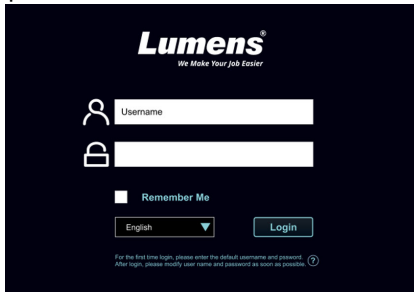 Lumens®
We Make Your Job Easier
Username
Remember Me
English
Login
For the first time login, please enter the default username and password.
After login, please modify user name and password as soon as possible.
?